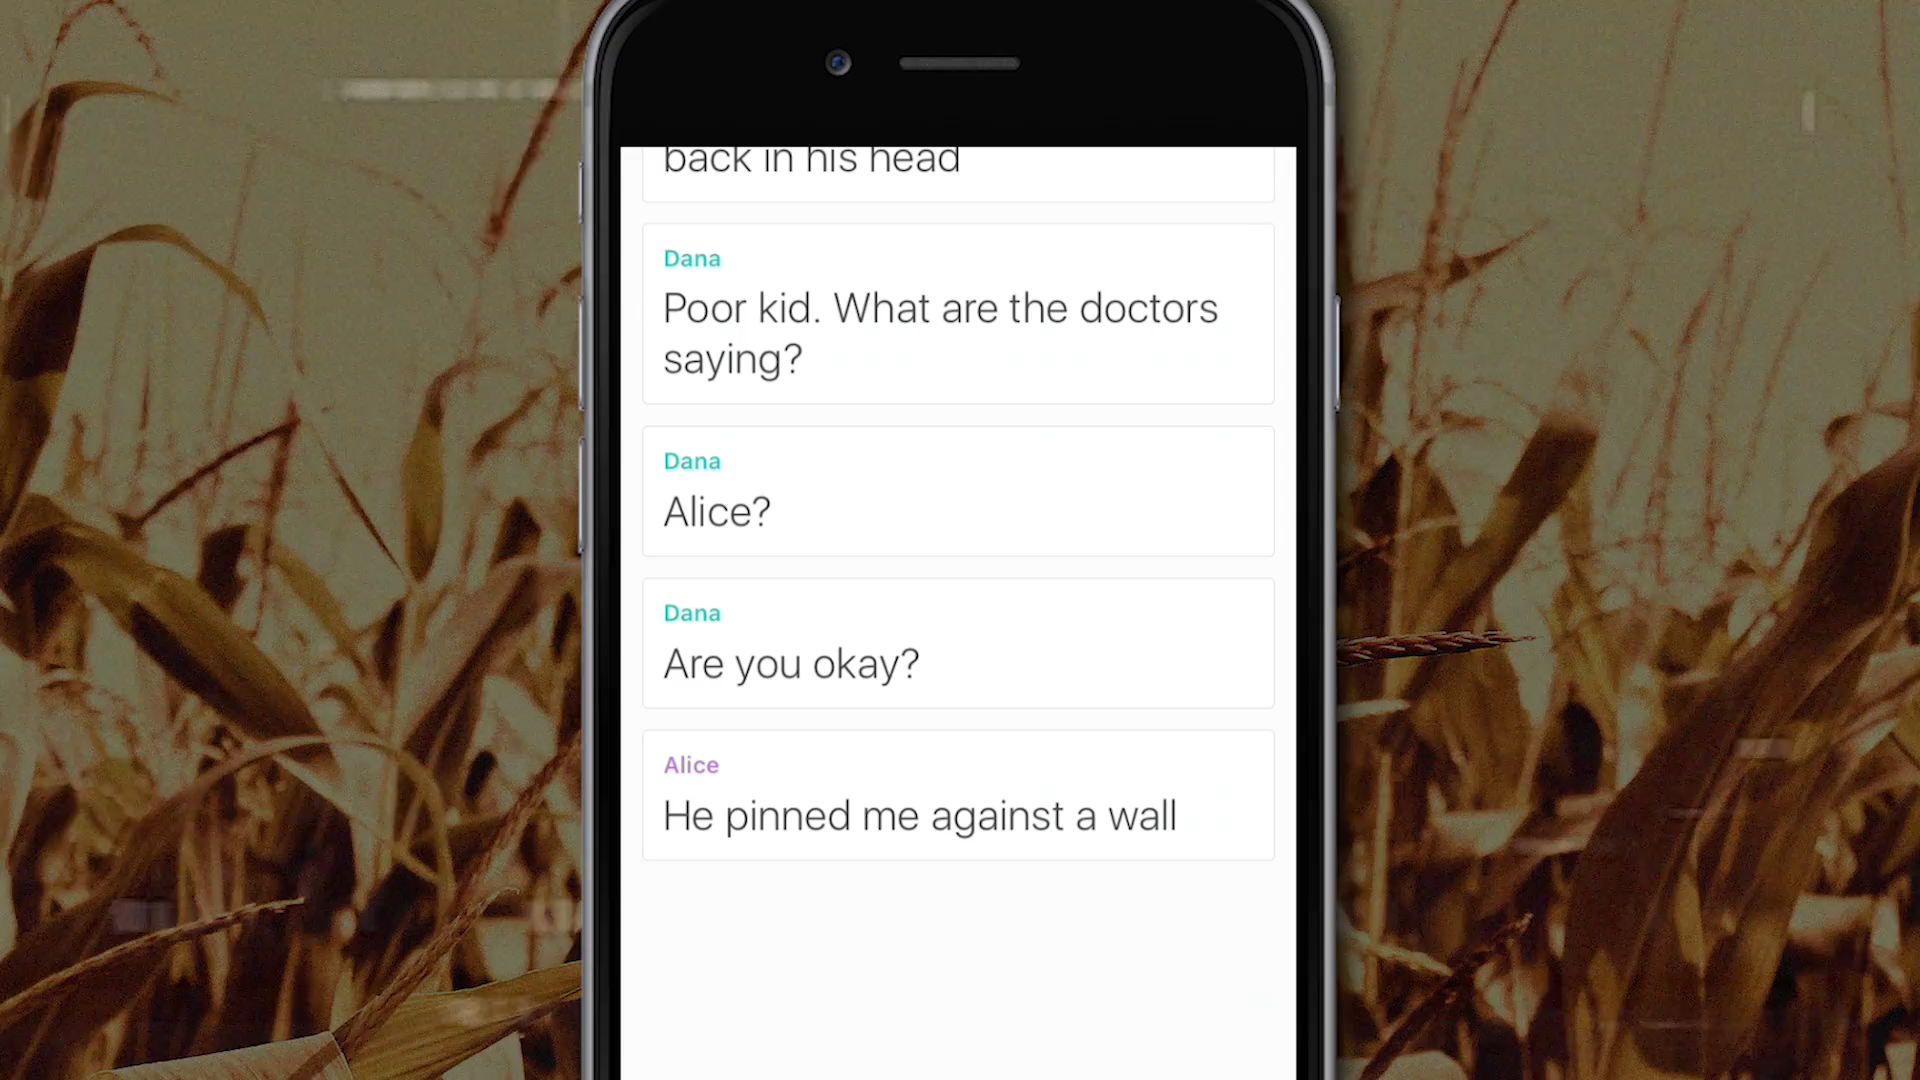 back in his head
Dana
Poor kid. What are the doctors
saying?
Dana
Alice?
Dana
Are you okay?
Alice
He pinned me against a wall